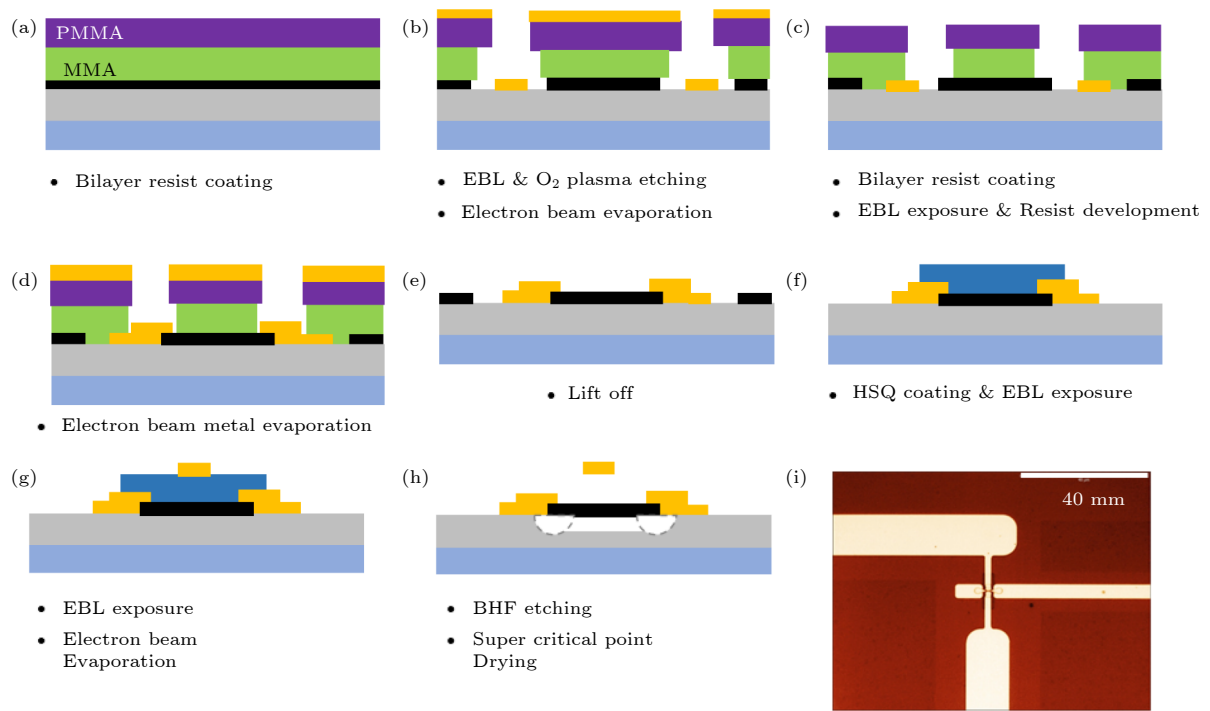 (a)
PMMA
MMA
• Bilayer resist coating
(b)
• EBL & O₂ plasma etching
• Electron beam evaporation
(c)
• Bilayer resist coating
• EBL exposure & Resist development
(d)
• Electron beam metal evaporation
(e)
• Lift off
(f)
• HSQ coating & EBL exposure
(g)
• EBL exposure
• Electron beam
Evaporation
(h)
• BHF etching
• Super critical point
Drying
(i)
40 mm